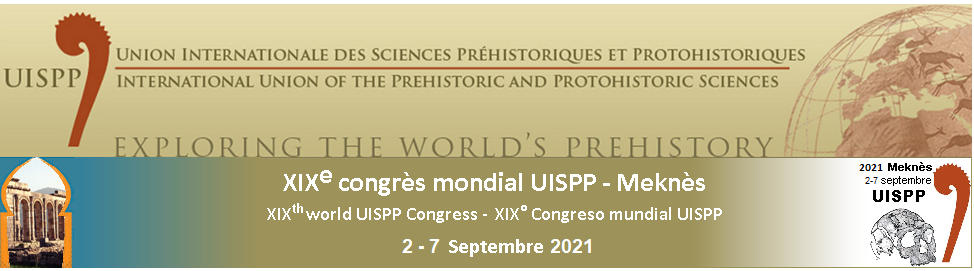 UISPP
UNION INTERNATIONALE DES SCIENCES PRÉHISTORIQUES ET PROTOHISTORIQUES
INTERNATIONAL UNION OF THE PREHISTORIC AND PROTOHISTORIC SCIENCES
EXPLORING THE WORLD'S PREHISTORY
XIXe congrès mondial UISPP - Meknès
XIXth world UISPP Congress - XIX° Congreso mundial UISPP
2 - 7 Septembre 2021
2021 Meknès
2-7 septembre
UISPP